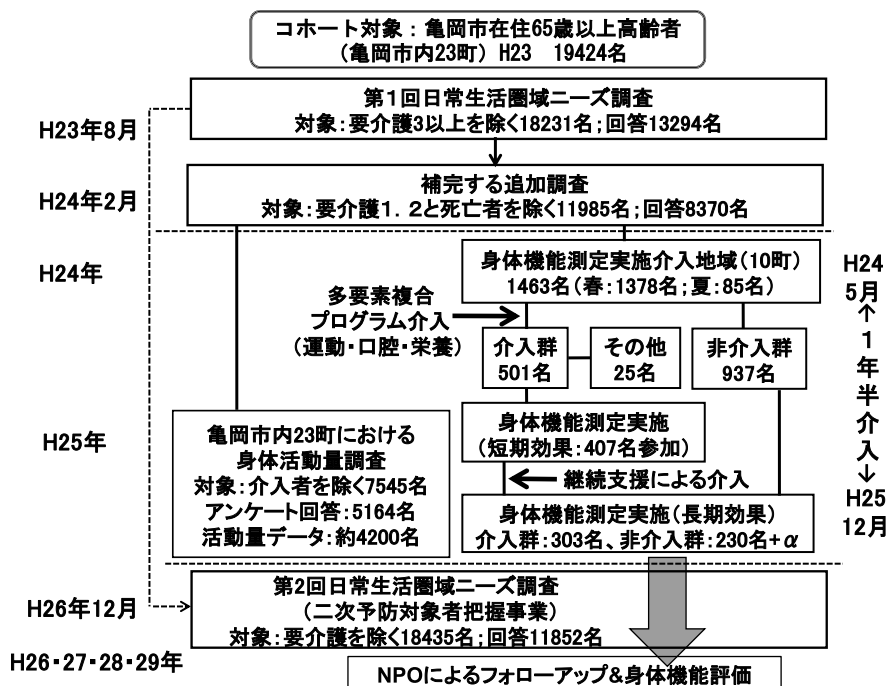 コホート対象：亀岡市在住65歳以上高齢者
（亀岡市内23町）H23　19424名
第1回日常生活圏域ニーズ調査
対象：要介護3以上を除く18231名；回答13294名
H23年8月
補完する追加調査
対象：要介護1．2と死亡者を除く11985名；回答8370名
H24年2月
H24年
身体機能測定実施介入地域（10町）
1463名（春：1378名；夏：85名）
多要素複合
プログラム介入
（運動・口腔・栄養）
介入群
501名
その他
25名
非介入群
937名
H24
5月
↑
1
年
半
介
入
↓
H25
12月
H25年
亀岡市内23町における
身体活動量調査
対象：介入者を除く7545名
アンケート回答：5164名
活動量データ：約4200名
身体機能測定実施
（短期効果：407名参加）
継続支援による介入
身体機能測定実施（長期効果）
介入群：303名、非介入群：230名+α
第2回日常生活圏域ニーズ調査
（二次予防対象者把握事業）
対象：要介護を除く18435名；回答11852名
H26年12月
H26・27・28・29年
NPOによるフォローアップ&身体機能評価